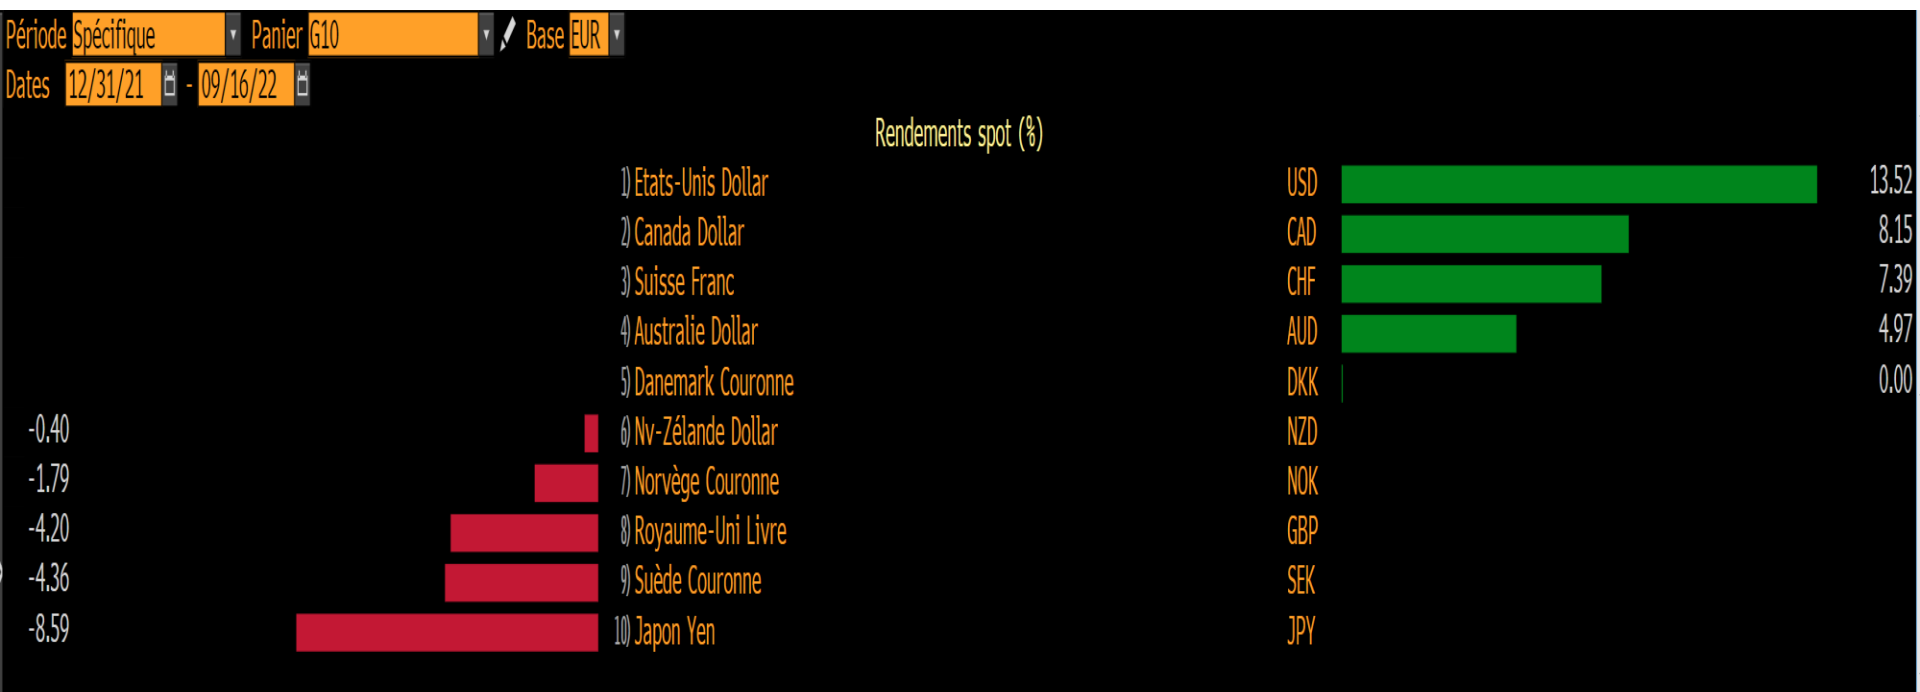 Période Spécifique Panier G10 Base EUR
Dates 12/31/21 - 09/16/22
Rendements spot (%)
1) Etats-Unis Dollar USD 13.52
2) Canada Dollar CAD 8.15
3) Suisse Franc CHF 7.39
4) Australie Dollar AUD 4.97
5) Danemark Couronne DKK 0.00
-0.40 6) Nv-Zélande Dollar NZD
-1.79 7) Norvège Couronne NOK
-4.20 8) Royaume-Uni Livre GBP
-4.36 9) Suède Couronne SEK
-8.59 10) Japon Yen JPY